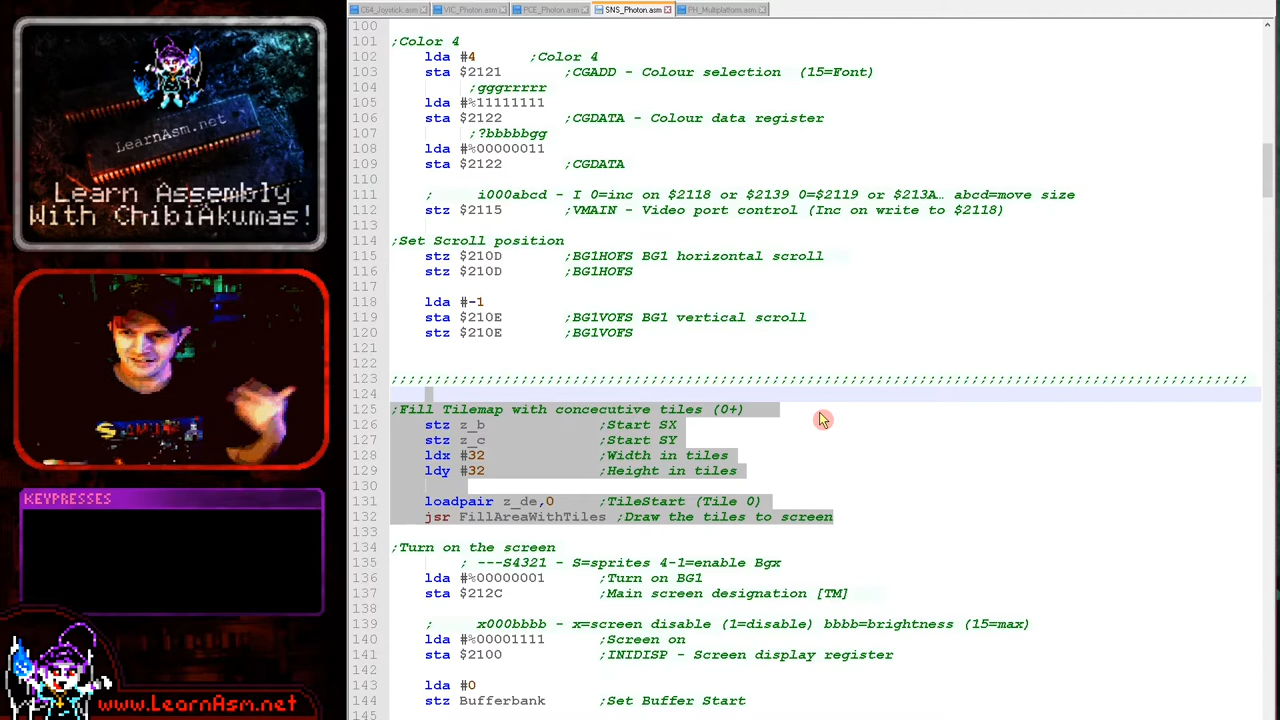 C64_Joystick.asm
VIC_Photon.asm
PCE_Photon.asm
SNS_Photon.asm
PH_Multiplatform.asm
LearnAsm.net
Learn Assembly
With ChibiAkumas!
KEYPRESSES
www.LearnAsm.net
100
101 ;Color 4
102 lda #4 ;Color 4
103 sta $2121 ;CGADD - Colour selection (15=Font)
104 ;gggrrrrr
105 lda #%11111111
106 sta $2122 ;CGDATA - Colour data register
107 ;?bbbbbgg
108 lda #%00000011
109 sta $2122 ;CGDATA
110
111 ; i000abcd - I 0=inc on $2118 or $2139 0=$2119 or $213A… abcd=move size
112 stz $2115 ;VMAIN - Video port control (Inc on write to $2118)
113
114 ;Set Scroll position
115 stz $210D ;BG1HOFS BG1 horizontal scroll
116 stz $210D ;BG1HOFS
117
118 lda #-1
119 sta $210E ;BG1VOFS BG1 vertical scroll
120 stz $210E ;BG1VOFS
121
122
123 ;;;;;;;;;;;;;;;;;;;;;;;;;;;;;;;;;;;;;;;;;;;;;;;;;;;;;;;;;;;;;;;;;;;;;;;;;;;;;;;;;;;;;;;;;;;;;;;;;;;
124
125 ;Fill Tilemap with concecutive tiles (0+)
126 stz z_b ;Start SX
127 stz z_c ;Start SY
128 ldx #32 ;Width in tiles
129 ldy #32 ;Height in tiles
130
131 loadpair z_de,0 ;TileStart (Tile 0)
132 jsr FillAreaWithTiles ;Draw the tiles to screen
133
134 ;Turn on the screen
135 ; ---S4321 - S=sprites 4-1=enable Bgx
136 lda #%00000001 ;Turn on BG1
137 sta $212C ;Main screen designation [TM]
138
139 ; x000bbbb - x=screen disable (1=disable) bbbb=brightness (15=max)
140 lda #%00001111 ;Screen on
141 sta $2100 ;INIDISP - Screen display register
142
143 lda #0
144 stz Bufferbank ;Set Buffer Start
145